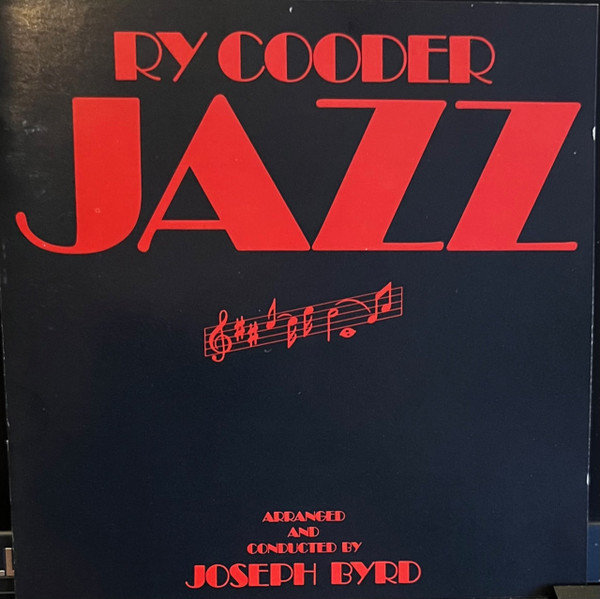 RY COODER
JAZZ
ARRANGED
AND
CONDUCTED BY
JOSEPH BYRD